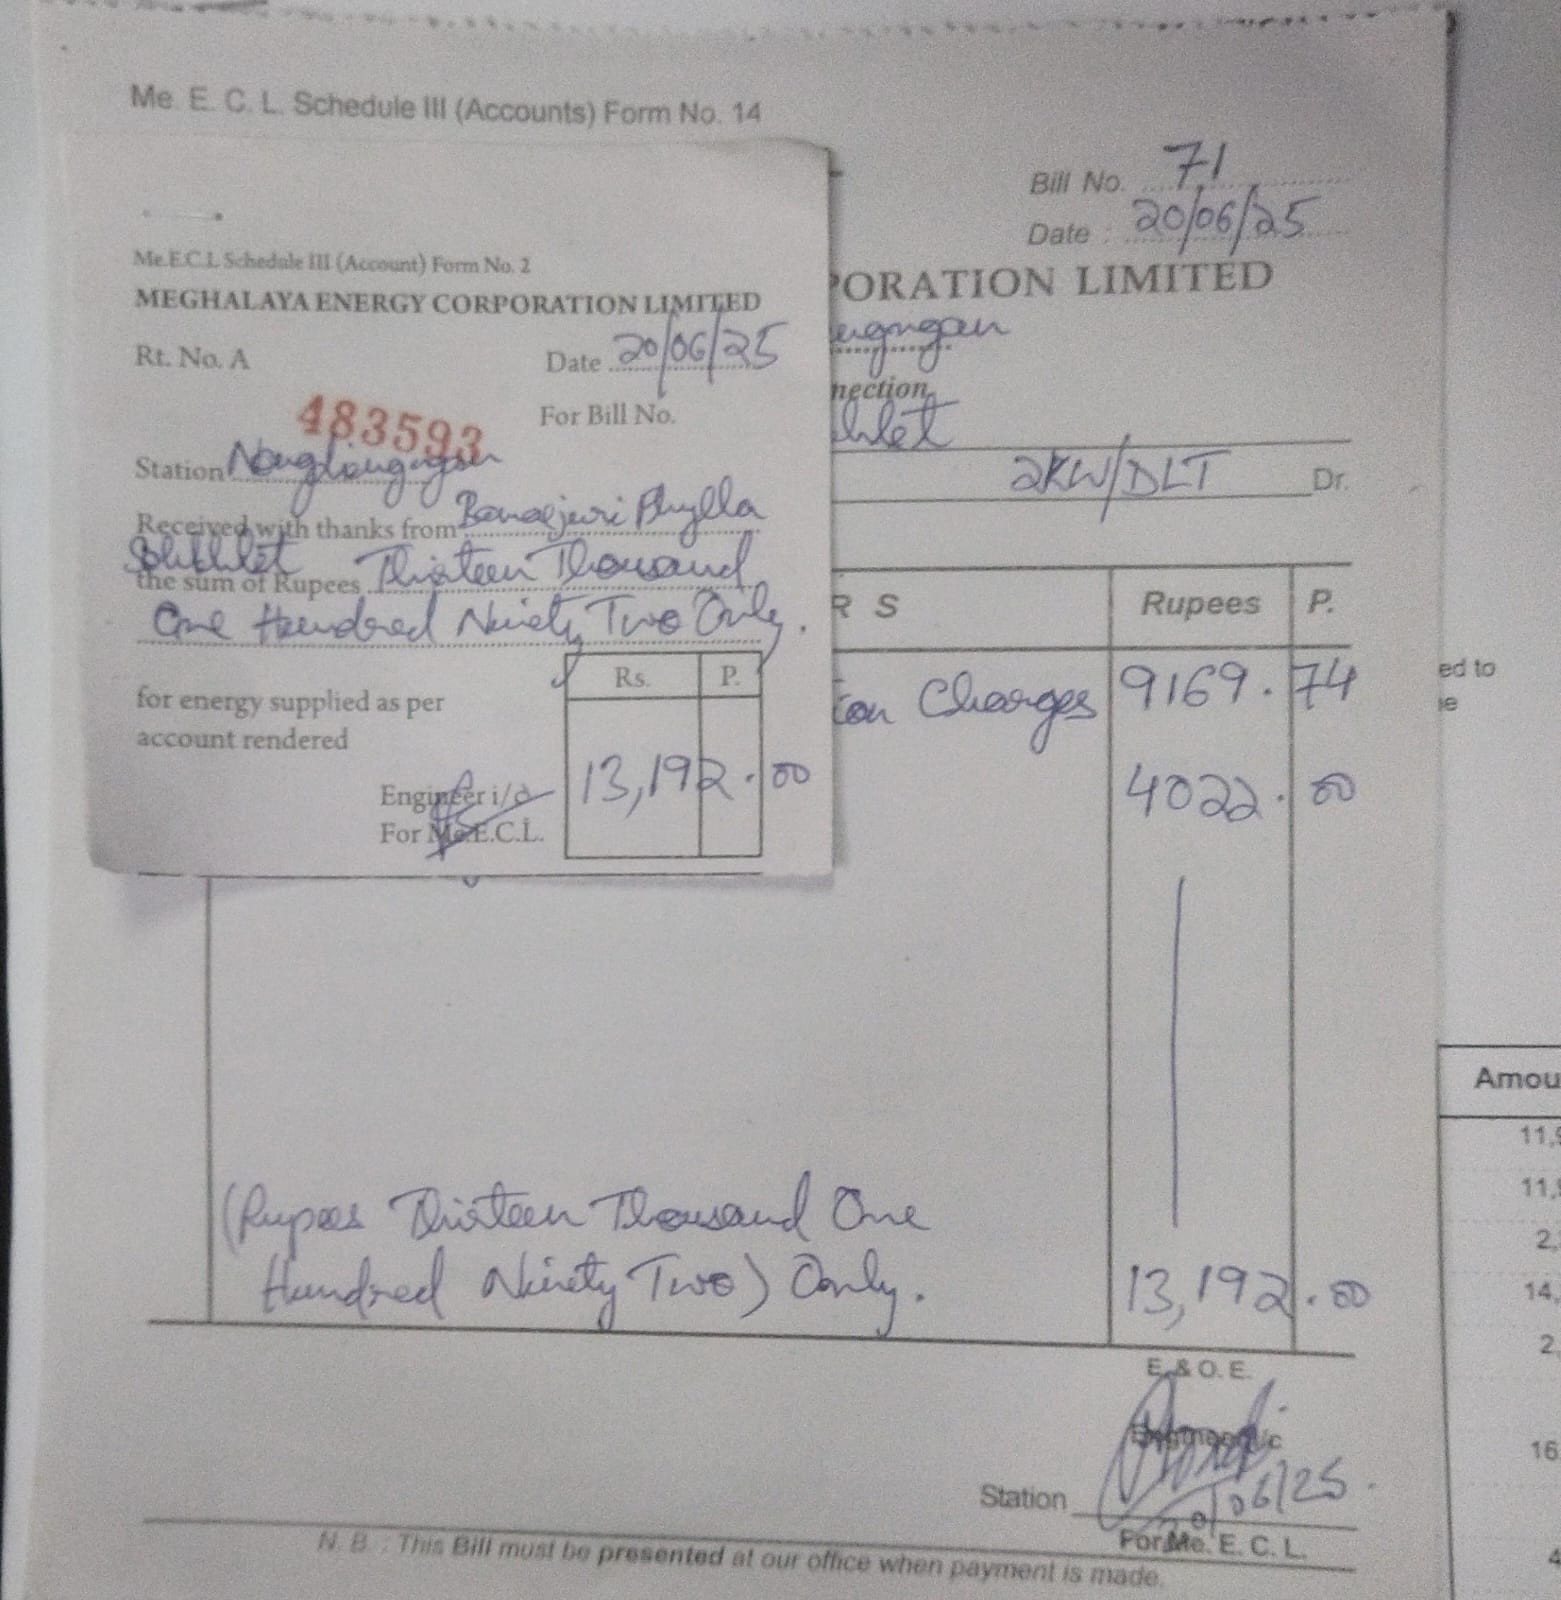 Me. E. C. L. Schedule III (Accounts) Form No. 14
Bill No. 71
Date : 20/06/25
PORATION LIMITED
nection
2KW/DLT Dr.
R S Rupees P.
Charges 9169.74
4022.00
(Rupees Thirteen Thousand One
Hundred Ninety Two) Only. 13,192.00
E. & O. E.
Station
/06/25.
For Me. E. C. L.
N. B. : This Bill must be presented at our office when payment is made.
Me.E.C.L Schedule III (Account) Form No. 2
MEGHALAYA ENERGY CORPORATION LIMITED
Rt. No. A Date 20/06/25
483593 For Bill No.
Station
Received with thanks from Phylla
the sum of Rupees Thirteen Thousand
One Hundred Ninety Two Only.
Rs. P.
for energy supplied as per
account rendered
13,192.00
Engineer i/c
For Me.E.C.L.
ed to
Amou
11,
11,
2,
14,
2,
16
4